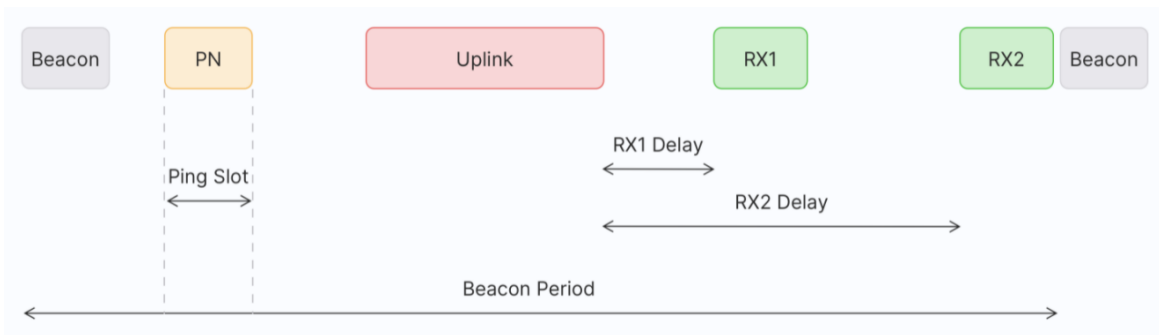 Beacon
PN
Uplink
RX1
RX2
Beacon
RX1 Delay
Ping Slot
RX2 Delay
Beacon Period